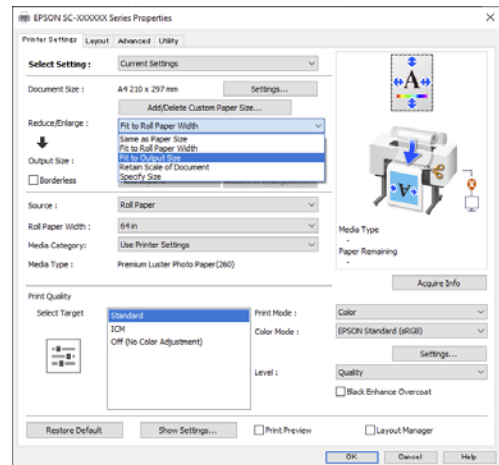 EPSON SC-XXXXXX Series Properties
Printer Settings Layout Advanced Utility
Select Setting : Current Settings
Document Size : A4 210 x 297 mm Settings...
Add/Delete Custom Paper Size...
Reduce/Enlarge : Fit to Roll Paper Width
Same as Paper Size
Fit to Roll Paper Width
Fit to Output Size
Retain Scale of Document
Specify Size
Output Size :
Borderless
Source : Roll Paper
Roll Paper Width : 64 in
Media Category: Use Printer Settings
Media Type : Premium Luster Photo Paper(260)
A
A
Media Type
-
Paper Remaining
-
Acquire Info
Print Quality
Select Target
Standard
ICM
Off (No Color Adjustment)
Print Mode : Color
Color Mode : EPSON Standard (sRGB)
Settings...
Level : Quality
Black Enhance Overcoat
Restore Default Show Settings... Print Preview Layout Manager
OK Cancel Help